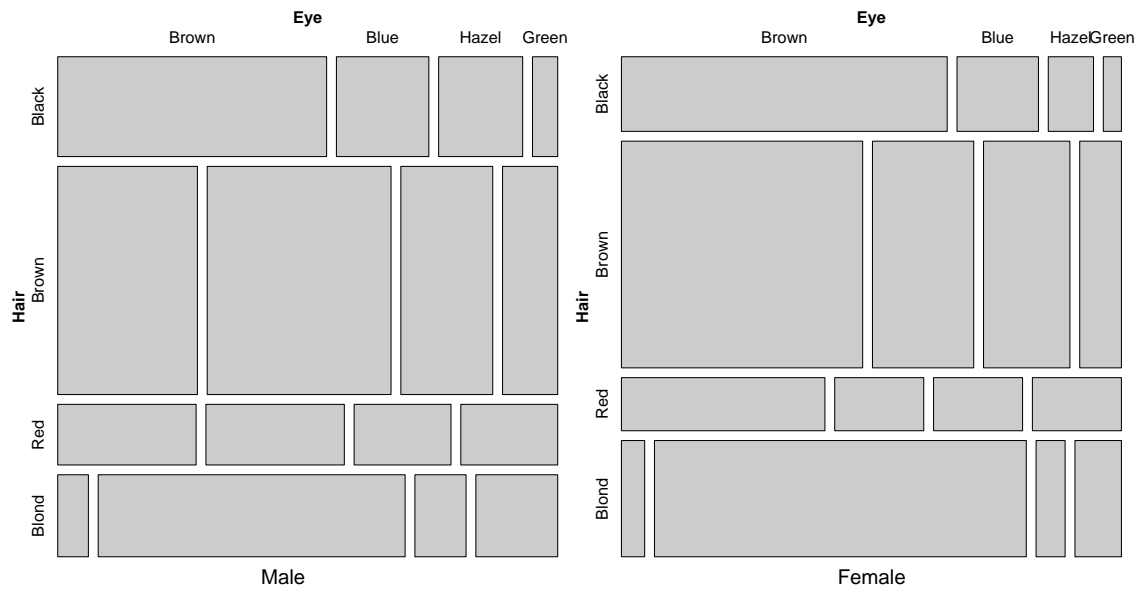 Eye
Brown Blue Hazel Green
Black
Brown
Red
Blond
Hair
Male
Eye
Brown Blue Hazel Green
Black
Brown
Red
Blond
Hair
Female